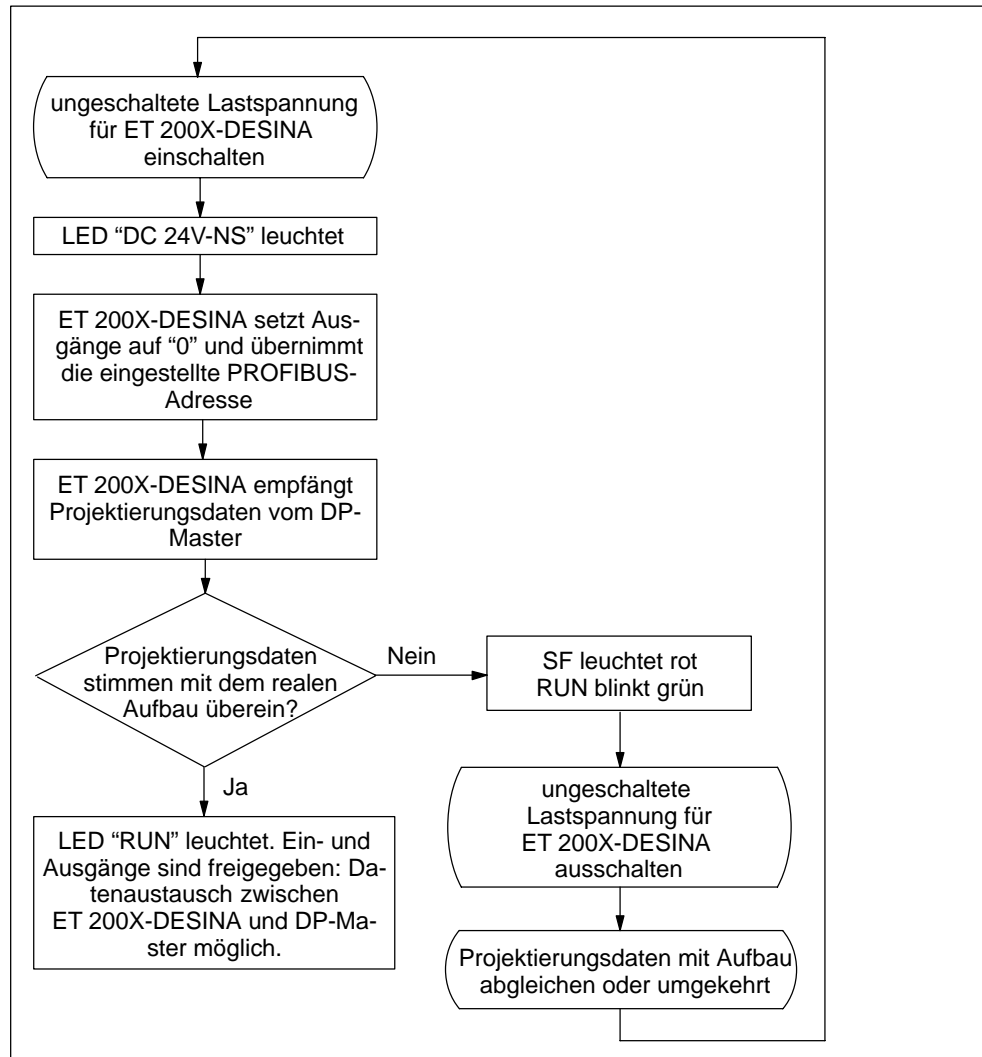 ungeschaltete Lastspannung
für ET 200X-DESINA
einschalten
LED “DC 24V-NS” leuchtet
ET 200X-DESINA setzt Aus-
gänge auf “0” und übernimmt
die eingestellte PROFIBUS-
Adresse
ET 200X-DESINA empfängt
Projektierungsdaten vom DP-
Master
Projektierungsdaten
stimmen mit dem realen
Aufbau überein?
Nein
SF leuchtet rot
RUN blinkt grün
Ja
LED “RUN” leuchtet. Ein- und
Ausgänge sind freigegeben: Da-
tenaustausch zwischen
ET 200X-DESINA und DP-Ma-
ster möglich.
ungeschaltete
Lastspannung für
ET 200X-DESINA
ausschalten
Projektierungsdaten mit Aufbau
abgleichen oder umgekehrt